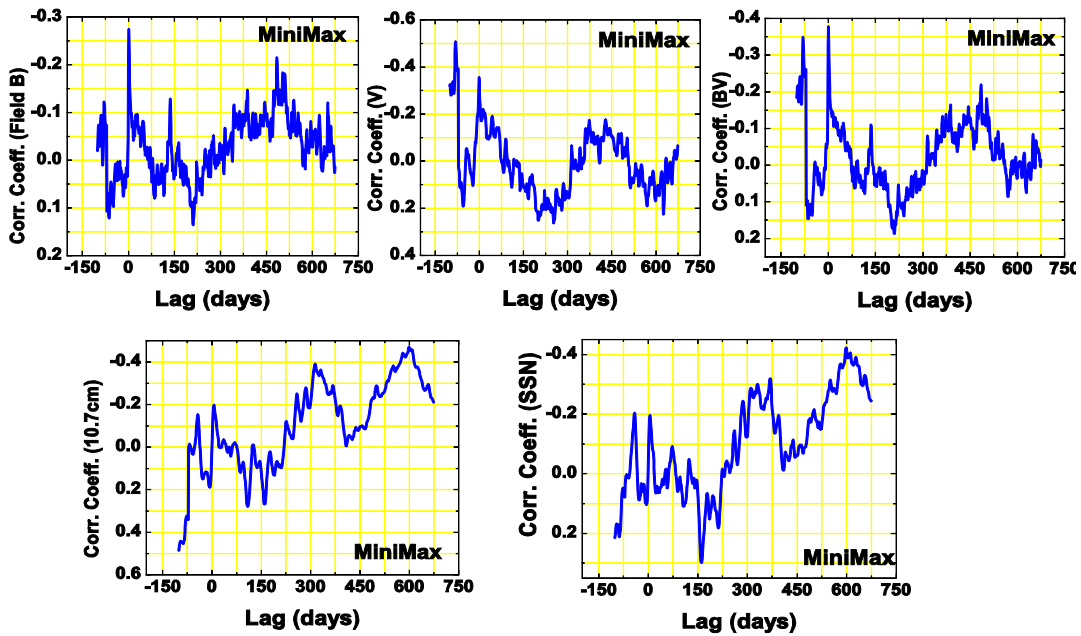 -0.3
-0.2
-0.1
0.0
0.1
0.2
-150 0 150 300 450 600 750
Corr. Coeff. (Field B)
Lag (days)
MiniMax
-0.6
-0.4
-0.2
0.0
0.2
0.4
-150 0 150 300 450 600 750
Corr. Coeff. (V)
Lag (days)
MiniMax
-0.4
-0.3
-0.2
-0.1
0.0
0.1
0.2
-150 0 150 300 450 600 750
Corr. Coeff. (BV)
Lag (days)
MiniMax
-0.4
-0.2
0.0
0.2
0.4
0.6
-150 0 150 300 450 600 750
Corr. Coeff. (10.7cm)
Lag (days)
MiniMax
-0.4
-0.2
0.0
0.2
-150 0 150 300 450 600 750
Corr. Coeff. (SSN)
Lag (days)
MiniMax